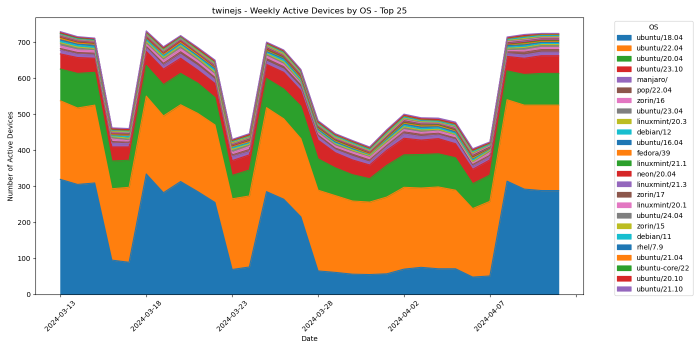 twinejs - Weekly Active Devices by OS - Top 25
Number of Active Devices
700
600
500
400
300
200
100
0
2024-03-13
2024-03-18
2024-03-23
2024-03-28
2024-04-02
2024-04-07
Date
OS
ubuntu/18.04
ubuntu/22.04
ubuntu/20.04
ubuntu/23.10
manjaro/
pop/22.04
zorin/16
ubuntu/23.04
linuxmint/20.3
debian/12
ubuntu/16.04
fedora/39
linuxmint/21.1
neon/20.04
linuxmint/21.3
zorin/17
linuxmint/20.1
ubuntu/24.04
zorin/15
debian/11
rhel/7.9
ubuntu/21.04
ubuntu-core/22
ubuntu/20.10
ubuntu/21.10